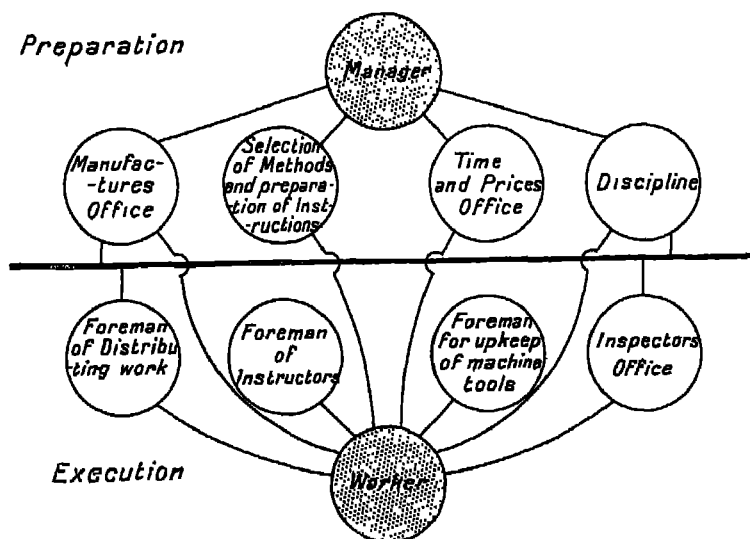 Preparation
Manager
Manufac-
-tures
Office
Selection
of Methods
and prepara-
-tion of Inst-
-ructions.
Time
and Prices
Office
Discipline
Foreman
of Distribu
-ting work
Foreman
of
Instructors
Foreman
for upkeep
of machine
tools
Inspectors
Office
Execution
Worker